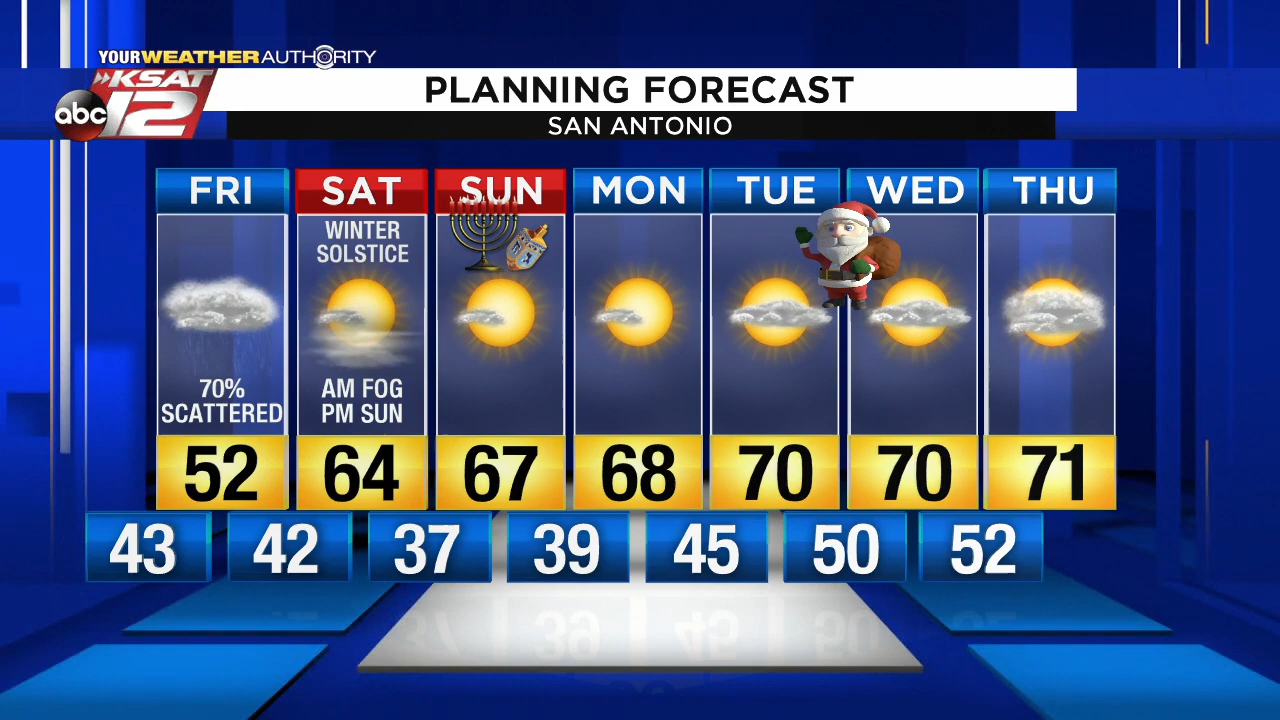 YOURWEATHERAUTHORITY
KSAT
abc 12
PLANNING FORECAST
SAN ANTONIO
FRI SAT SUN MON TUE WED THU
WINTER
SOLSTICE
70%
SCATTERED
AM FOG
PM SUN
52 64 67 68 70 70 71
43 42 37 39 45 50 52